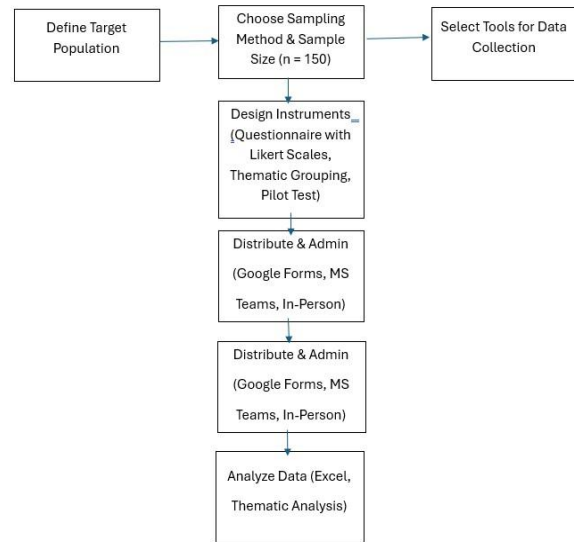 Define Target
Population
Choose Sampling
Method & Sample
Size (n = 150)
Select Tools for Data
Collection
Design Instruments
(Questionnaire with
Likert Scales,
Thematic Grouping,
Pilot Test)
Distribute & Admin
(Google Forms, MS
Teams, In-Person)
Distribute & Admin
(Google Forms, MS
Teams, In-Person)
Analyze Data (Excel,
Thematic Analysis)